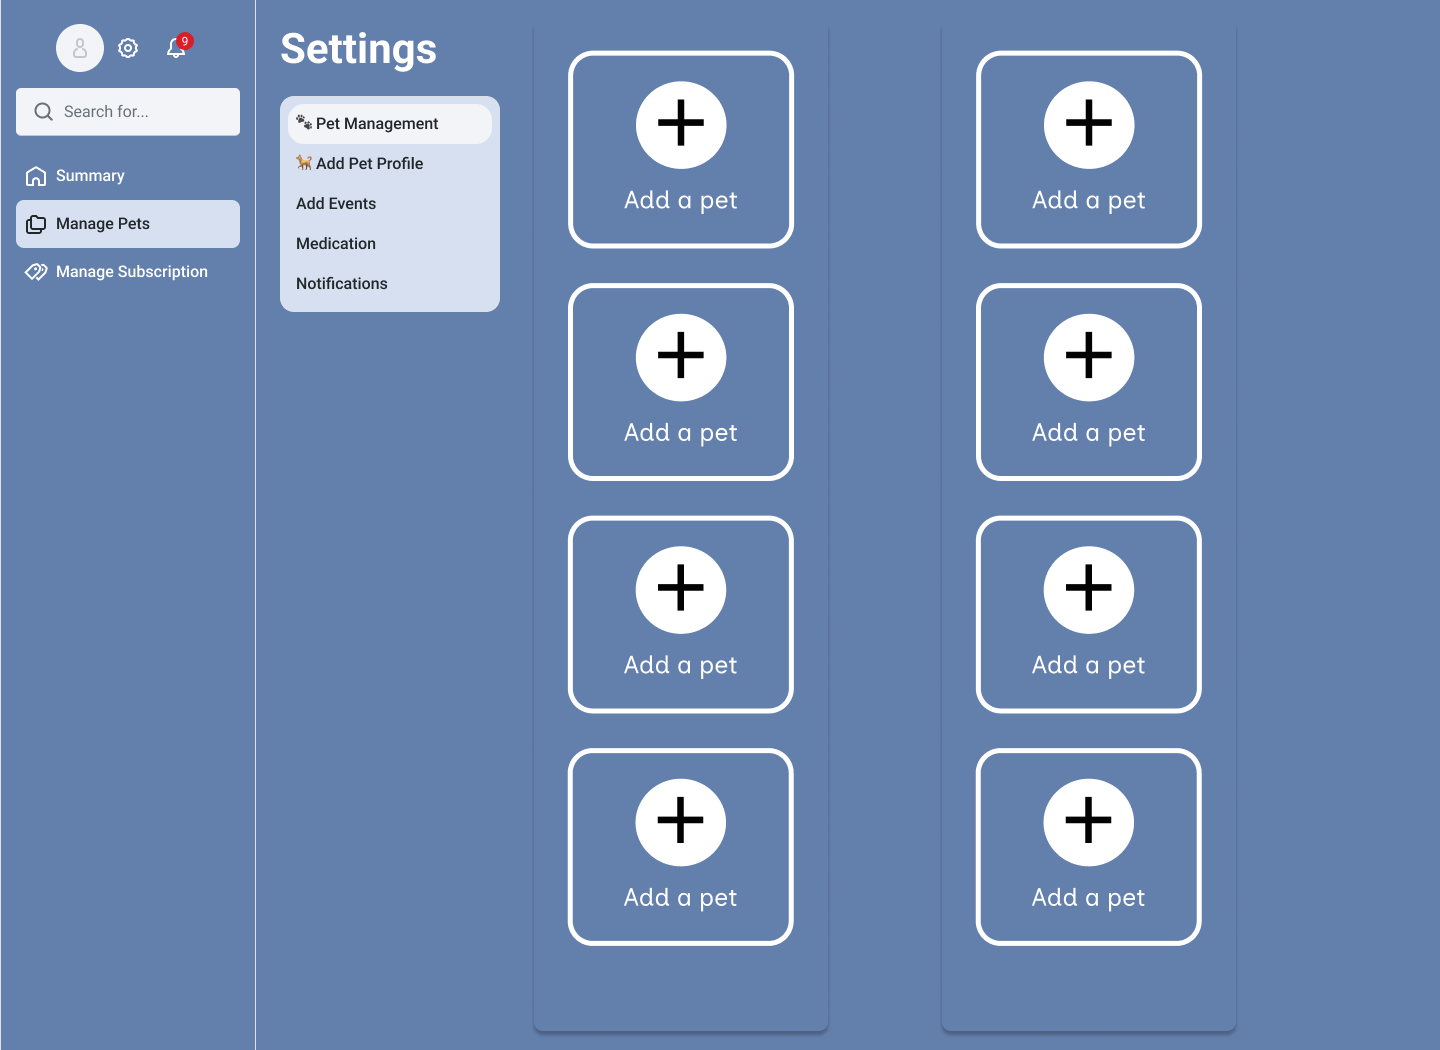 9
Search for...
Summary
Manage Pets
Manage Subscription
Settings
Pet Management
Add Pet Profile
Add Events
Medication
Notifications
Add a pet
Add a pet
Add a pet
Add a pet
Add a pet
Add a pet
Add a pet
Add a pet